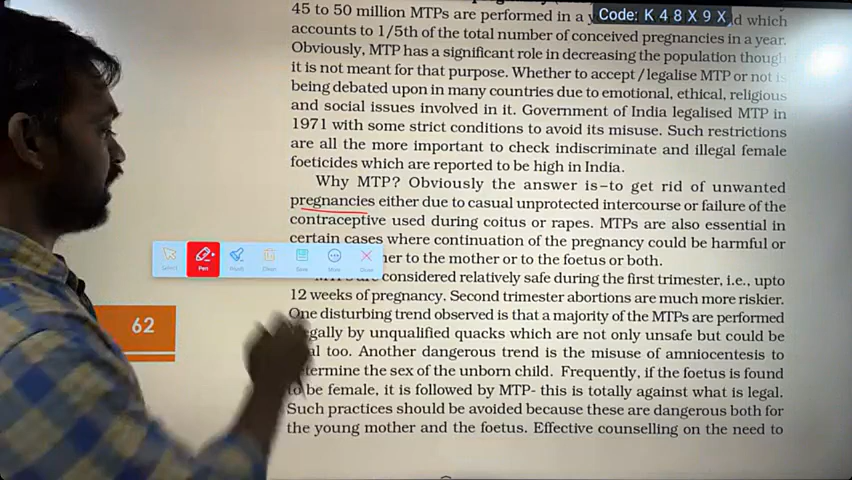 45 to 50 million MTPs are performed in a
Code: K 4 8 X 9 X
d which
accounts to 1/5th of the total number of conceived pregnancies in a year.
Obviously, MTP has a significant role in decreasing the population though
it is not meant for that purpose. Whether to accept /legalise MTP or not is
being debated upon in many countries due to emotional, ethical, religious
and social issues involved in it. Government of India legalised MTP in
1971 with some strict conditions to avoid its misuse. Such restrictions
are all the more important to check indiscriminate and illegal female
foeticides which are reported to be high in India.
Why MTP? Obviously the answer is–to get rid of unwanted
pregnancies either due to casual unprotected intercourse or failure of the
contraceptive used during coitus or rapes. MTPs are also essential in
certain cases where continuation of the pregnancy could be harmful or
her to the mother or to the foetus or both.
Select
Pen
Clear
Save
More
Close
MTPs are considered relatively safe during the first trimester, i.e., upto
12 weeks of pregnancy. Second trimester abortions are much more riskier.
One disturbing trend observed is that a majority of the MTPs are performed
egally by unqualified quacks which are not only unsafe but could be
al too. Another dangerous trend is the misuse of amniocentesis to
termine the sex of the unborn child. Frequently, if the foetus is found
to be female, it is followed by MTP- this is totally against what is legal.
Such practices should be avoided because these are dangerous both for
the young mother and the foetus. Effective counselling on the need to
62